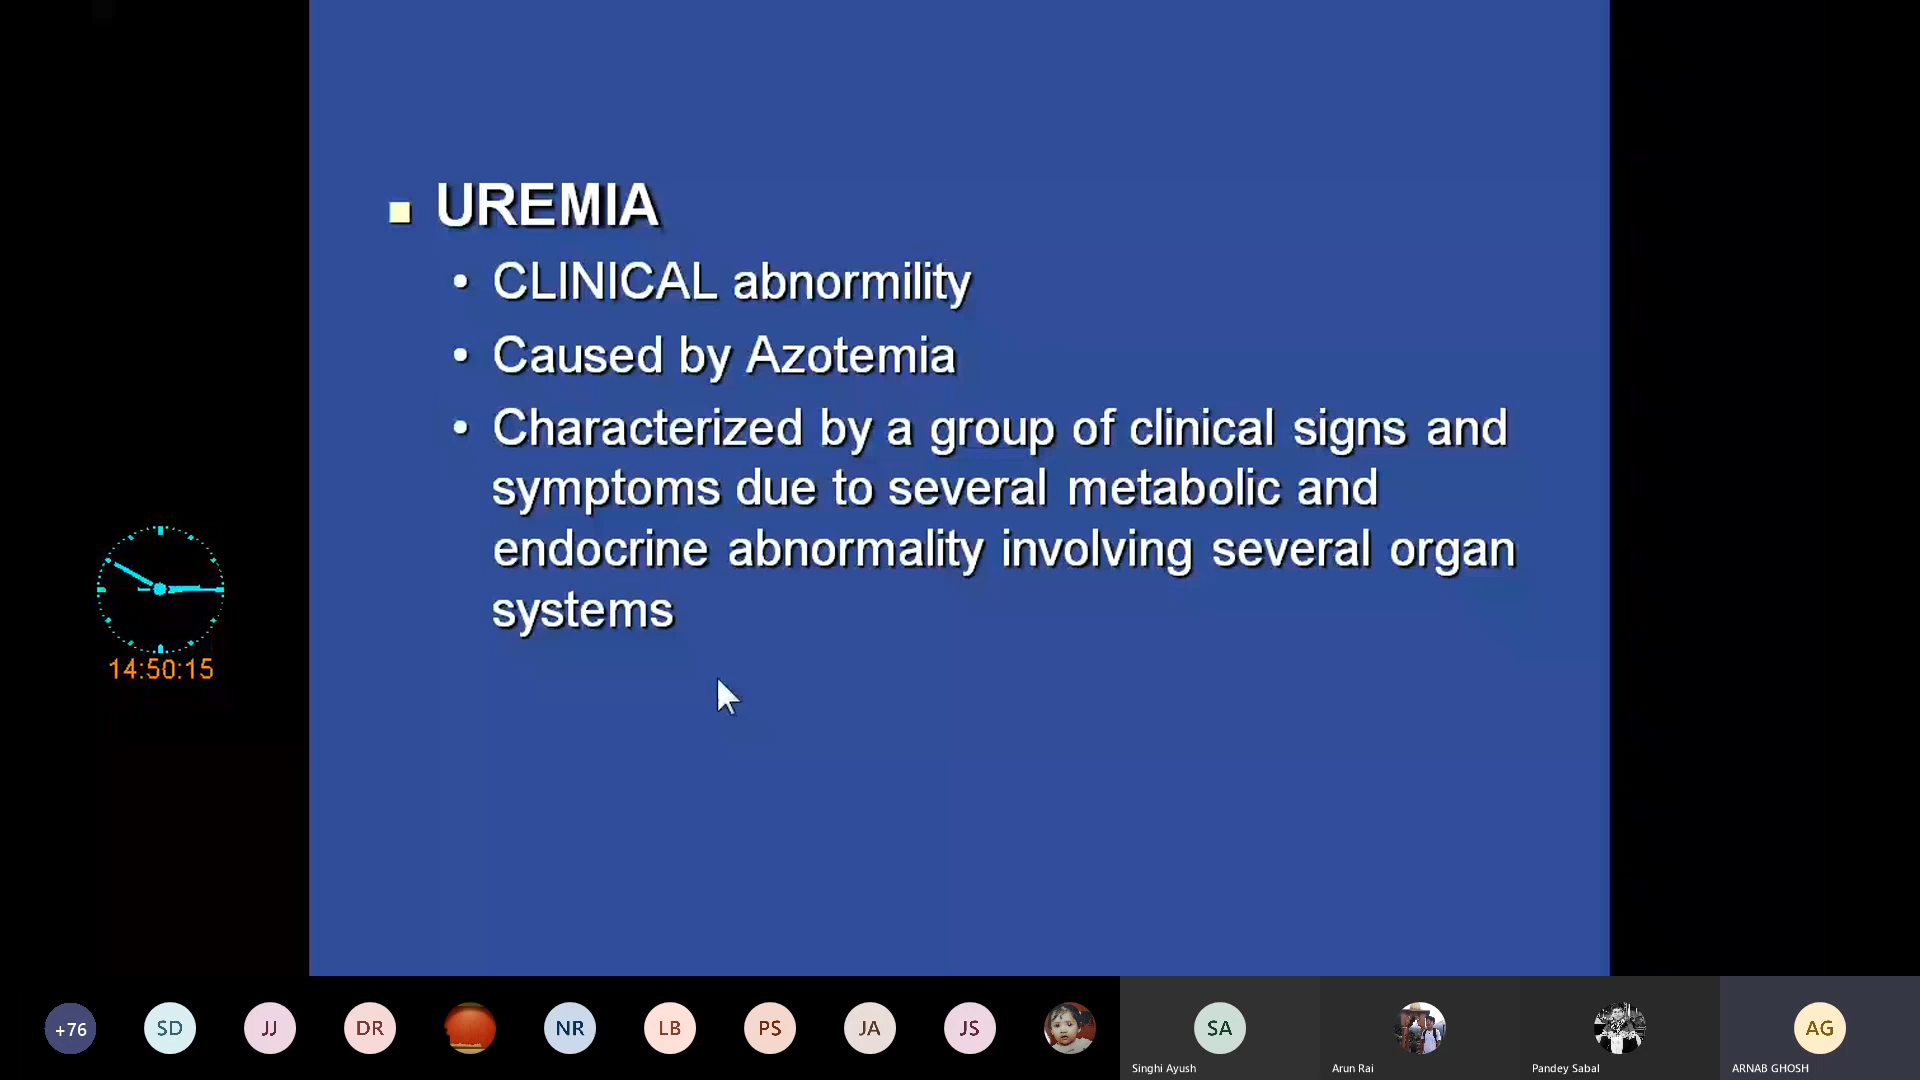 UREMIA
CLINICAL abnormility
Caused by Azotemia
Characterized by a group of clinical signs and
symptoms due to several metabolic and
endocrine abnormality involving several organ
systems
14:50:15
+76
SD
JJ
DR
NR
LB
PS
JA
JS
SA
AG
Singhi Ayush
Arun Rai
Pandey Sabal
ARNAB GHOSH